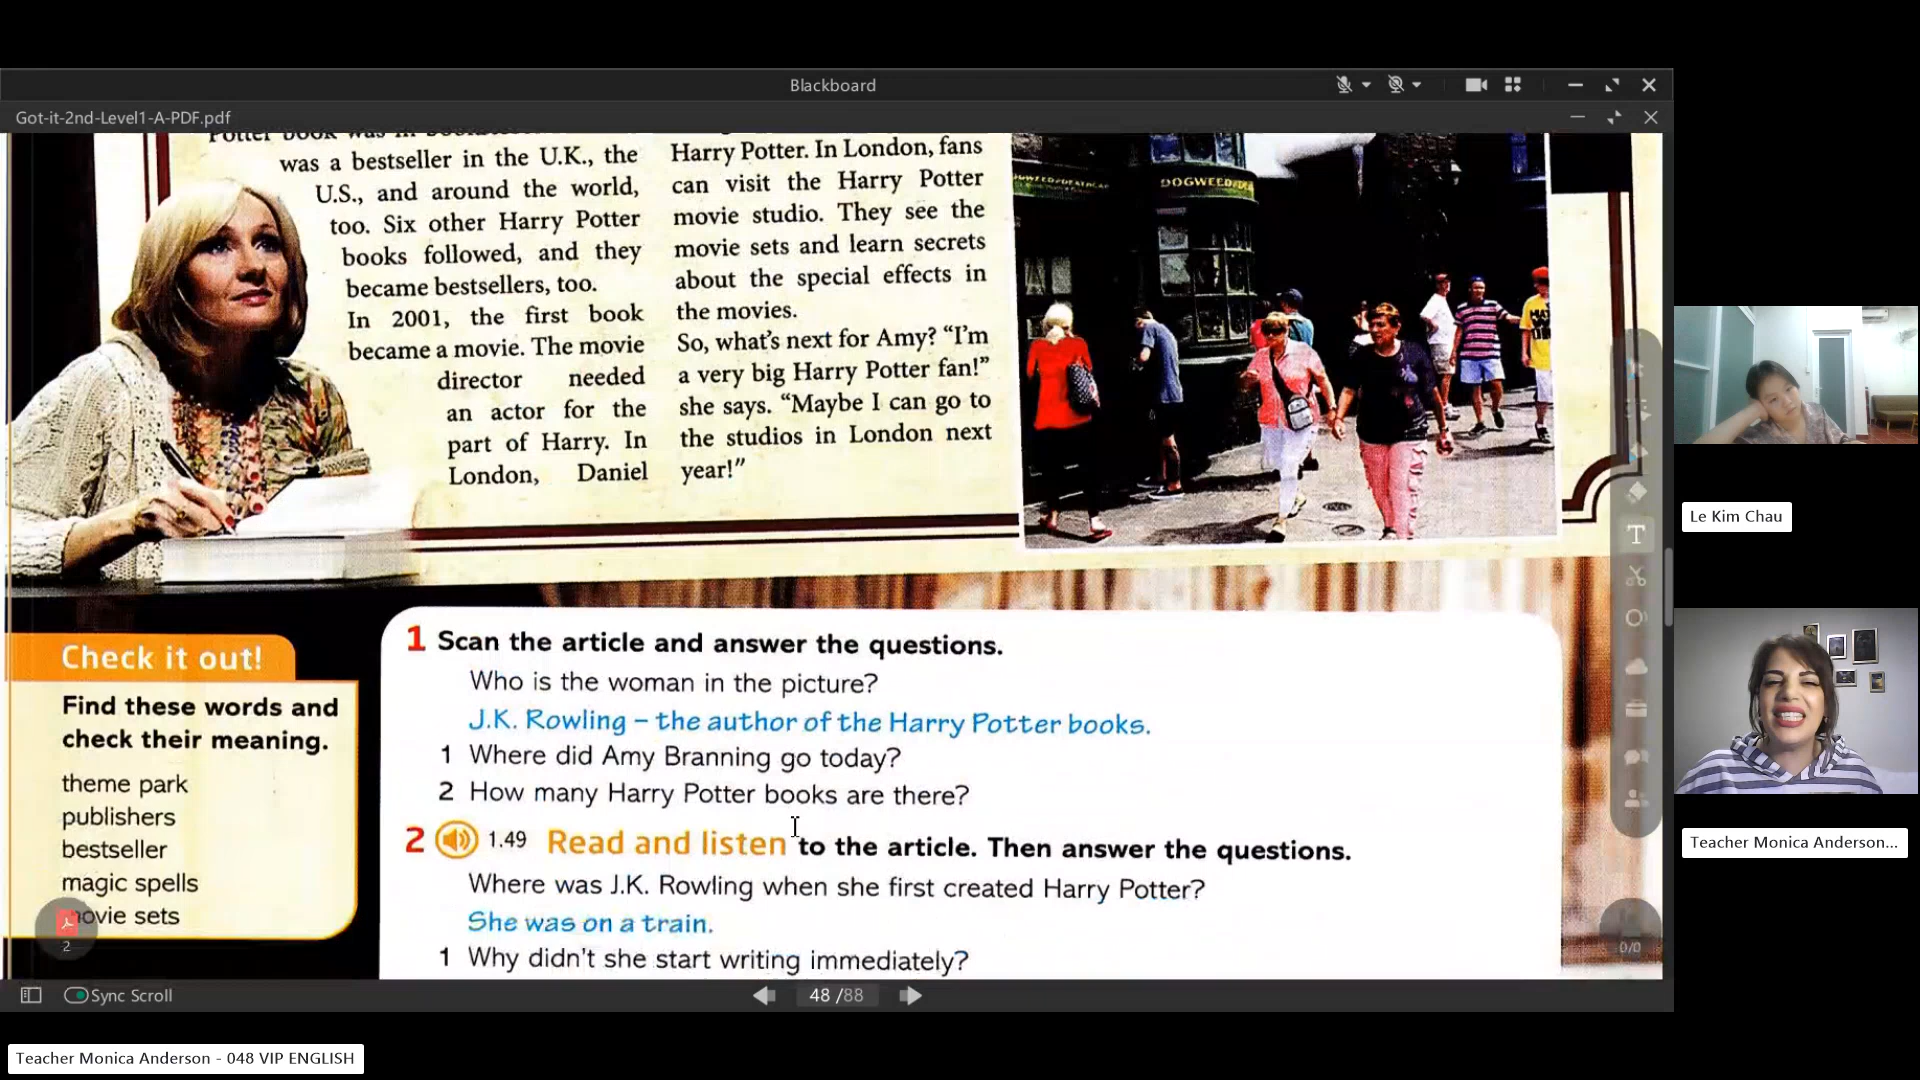 Blackboard
Got-it-2nd-Level1-A-PDF.pdf
Potter book was in
was a bestseller in the U.K., the
U.S., and around the world,
too. Six other Harry Potter
books followed, and they
became bestsellers, too.
In 2001, the first book
became a movie. The movie
director needed
an actor for the
part of Harry. In
London, Daniel
Harry Potter. In London, fans
can visit the Harry Potter
movie studio. They see the
movie sets and learn secrets
about the special effects in
the movies.
So, what's next for Amy? “I'm
a very big Harry Potter fan!”
she says. “Maybe I can go to
the studios in London next
year!”
Check it out!
Find these words and
check their meaning.
theme park
publishers
bestseller
magic spells
movie sets
2
1 Scan the article and answer the questions.
Who is the woman in the picture?
J.K. Rowling – the author of the Harry Potter books.
1 Where did Amy Branning go today?
2 How many Harry Potter books are there?
2 1.49 Read and listen to the article. Then answer the questions.
Where was J.K. Rowling when she first created Harry Potter?
She was on a train.
1 Why didn't she start writing immediately?
T
0/0
Sync Scroll
48 /88
Le Kim Chau
Teacher Monica Anderson...
Teacher Monica Anderson - 048 VIP ENGLISH